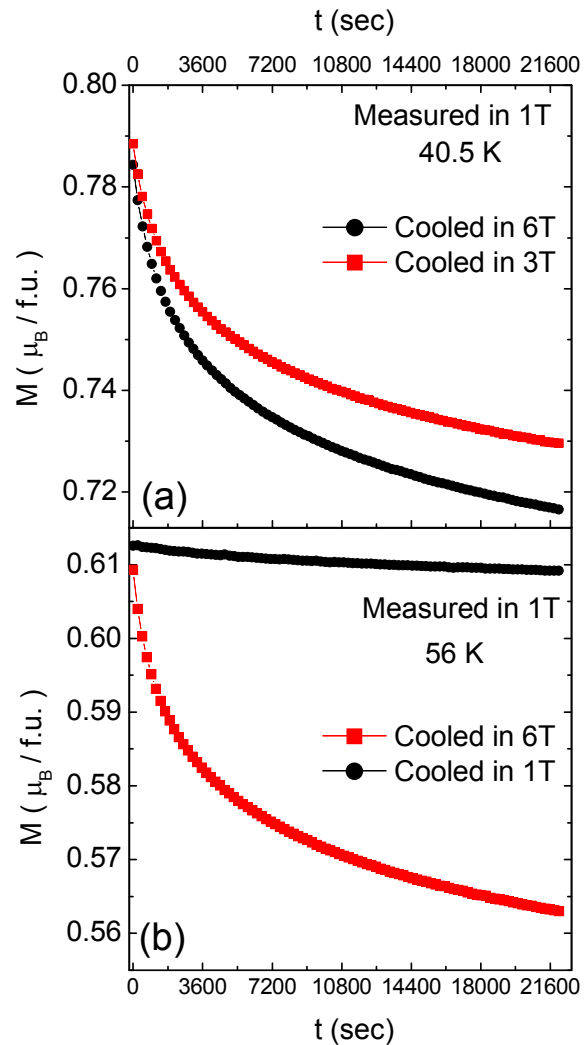 t (sec)
0 3600 7200 10800 14400 18000 21600
0.80
0.78
0.76
0.74
0.72
M ( μB / f.u. )
Measured in 1T
40.5 K
Cooled in 6T
Cooled in 3T
(a)
0.61
0.60
0.59
0.58
0.57
0.56
M ( μB / f.u. )
Measured in 1T
56 K
Cooled in 6T
Cooled in 1T
(b)
0 3600 7200 10800 14400 18000 21600
t (sec)